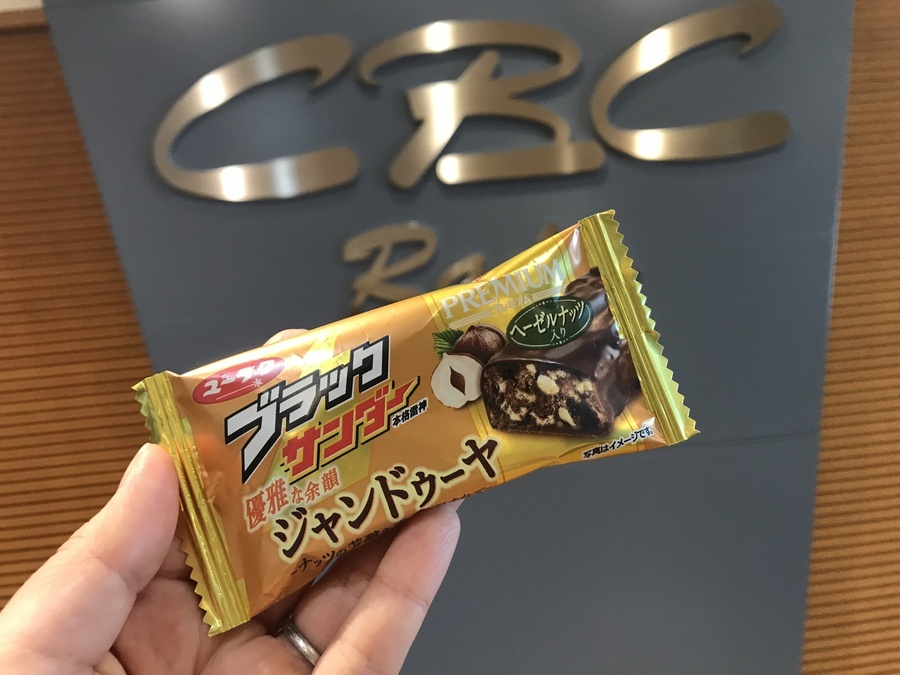 CBC
PREMIUM
ヘーゼルナッツ
入り
ユーラク
ブラック
サンダー
本格雷神
優雅な余韻
ジャンドゥーヤ
写真はイメージです。